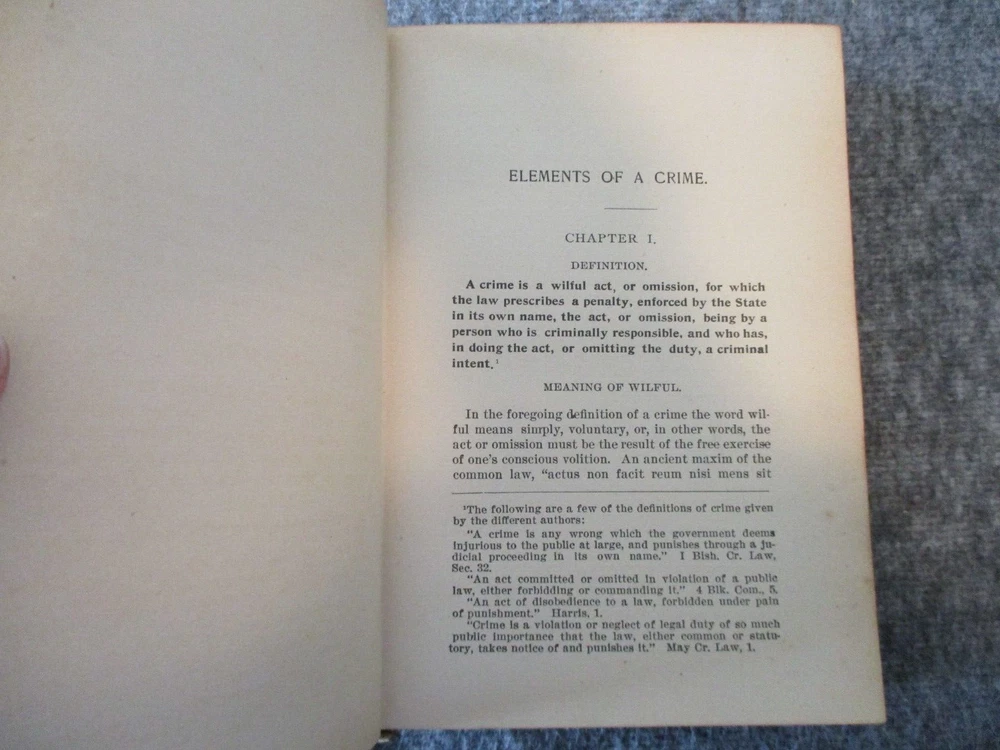 ELEMENTS OF A CRIME.
CHAPTER I.
DEFINITION.
A crime is a wilful act, or omission, for which
the law prescribes a penalty, enforced by the State
in its own name, the act, or omission, being by a
person who is criminally responsible, and who has,
in doing the act, or omitting the duty, a criminal
intent.¹
MEANING OF WILFUL.
In the foregoing definition of a crime the word wil-
ful means simply, voluntary, or, in other words, the
act or omission must be the result of the free exercise
of one's conscious volition. An ancient maxim of the
common law, "actus non facit reum nisi mens sit
¹The following are a few of the definitions of crime given
by the different authors:
"A crime is any wrong which the government deems
injurious to the public at large, and punishes through a ju-
dicial proceeding in its own name." 1 Bish. Cr. Law,
Sec. 32.
"An act committed or omitted in violation of a public
law, either forbidding or commanding it." 4 Blk. Com., 5.
"An act of disobedience to a law, forbidden under pain
of punishment." Harris, 1.
"Crime is a violation or neglect of legal duty of so much
public importance that the law, either common or statu-
tory, takes notice of and punishes it." May Cr. Law, 1.